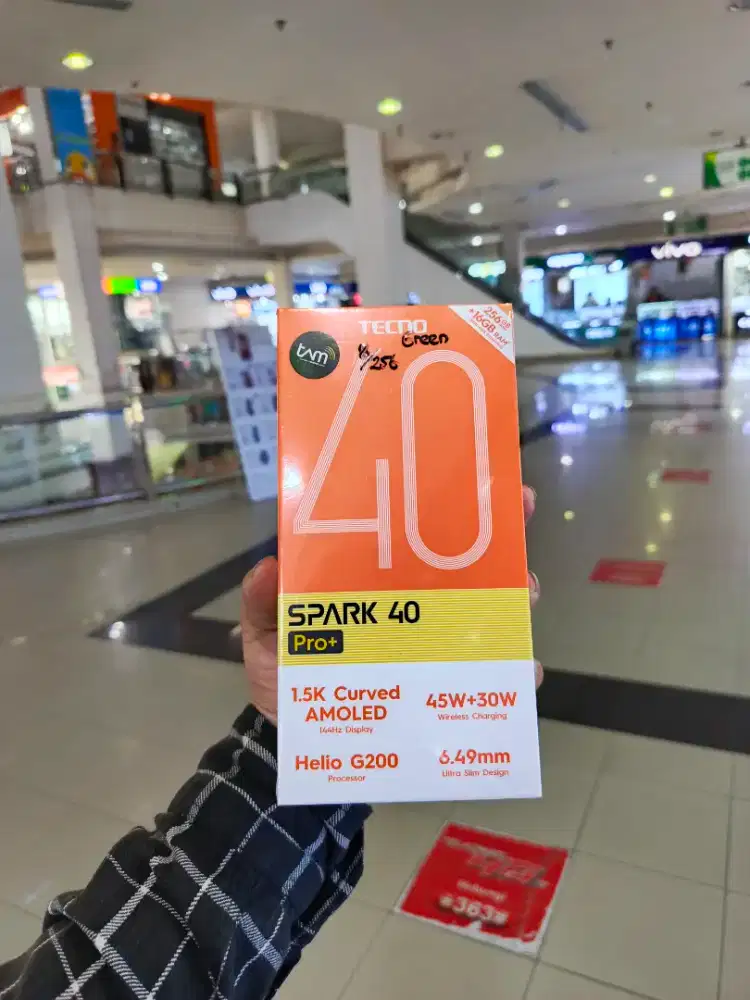 vivo
TECNO
256GB
+16GB RAM
tam
Green
/256
40
SPARK 40
Pro+
1.5K Curved
AMOLED
144Hz Display
45W+30W
Wireless Charging
Helio G200
Processor
6.49mm
Ultra Slim Design